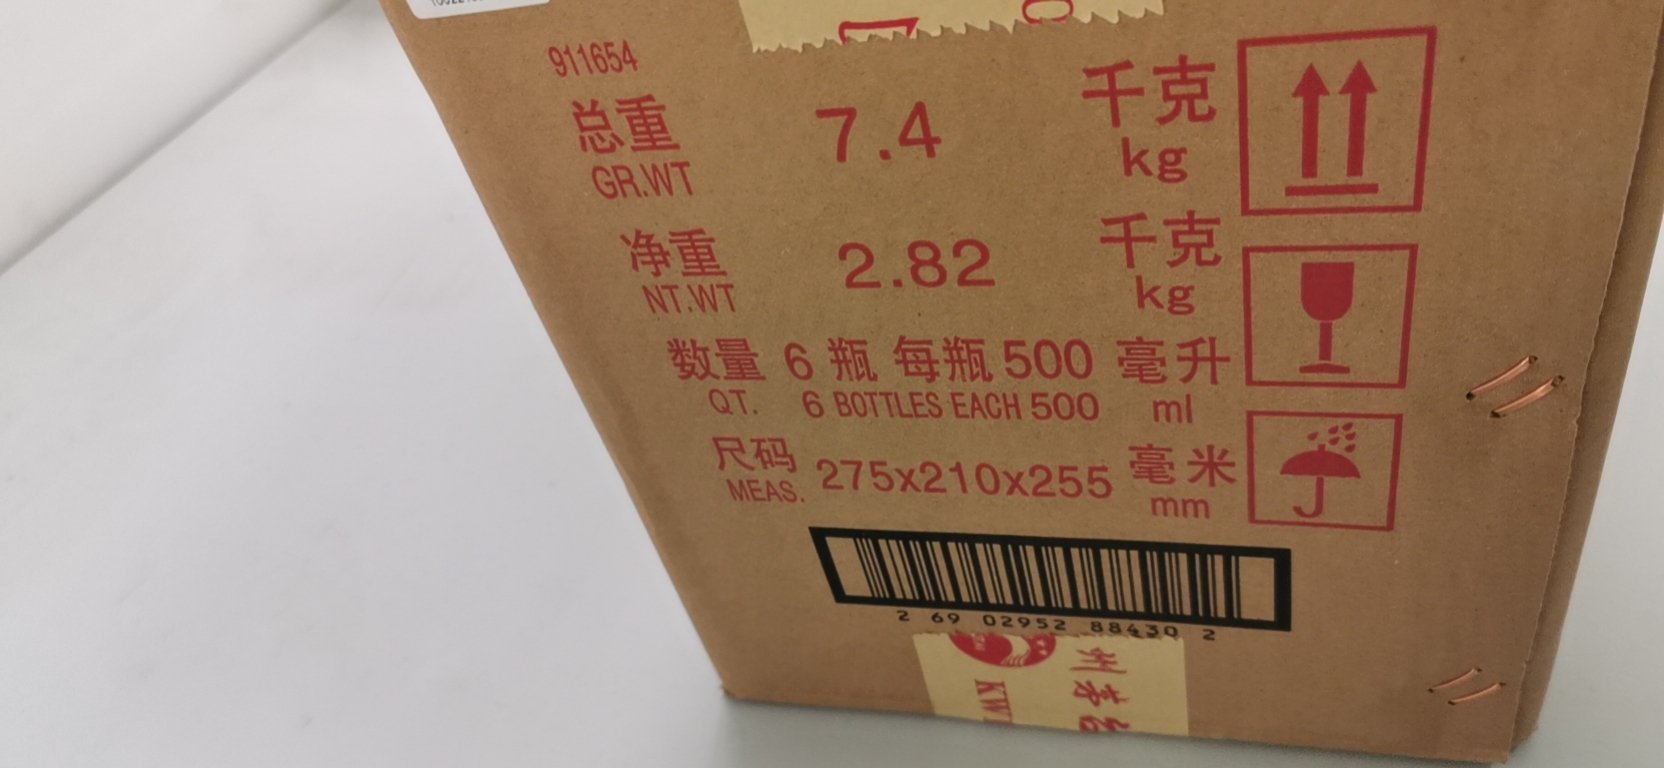 911654
总重 7.4 千克
GR.WT kg
净重 2.82 千克
NT.WT kg
数量 6 瓶 每瓶 500 毫升
QT. 6 BOTTLES EACH 500 ml
尺码 275x210x255 毫米
MEAS. mm
2 69 02952 88430 2
州
KW